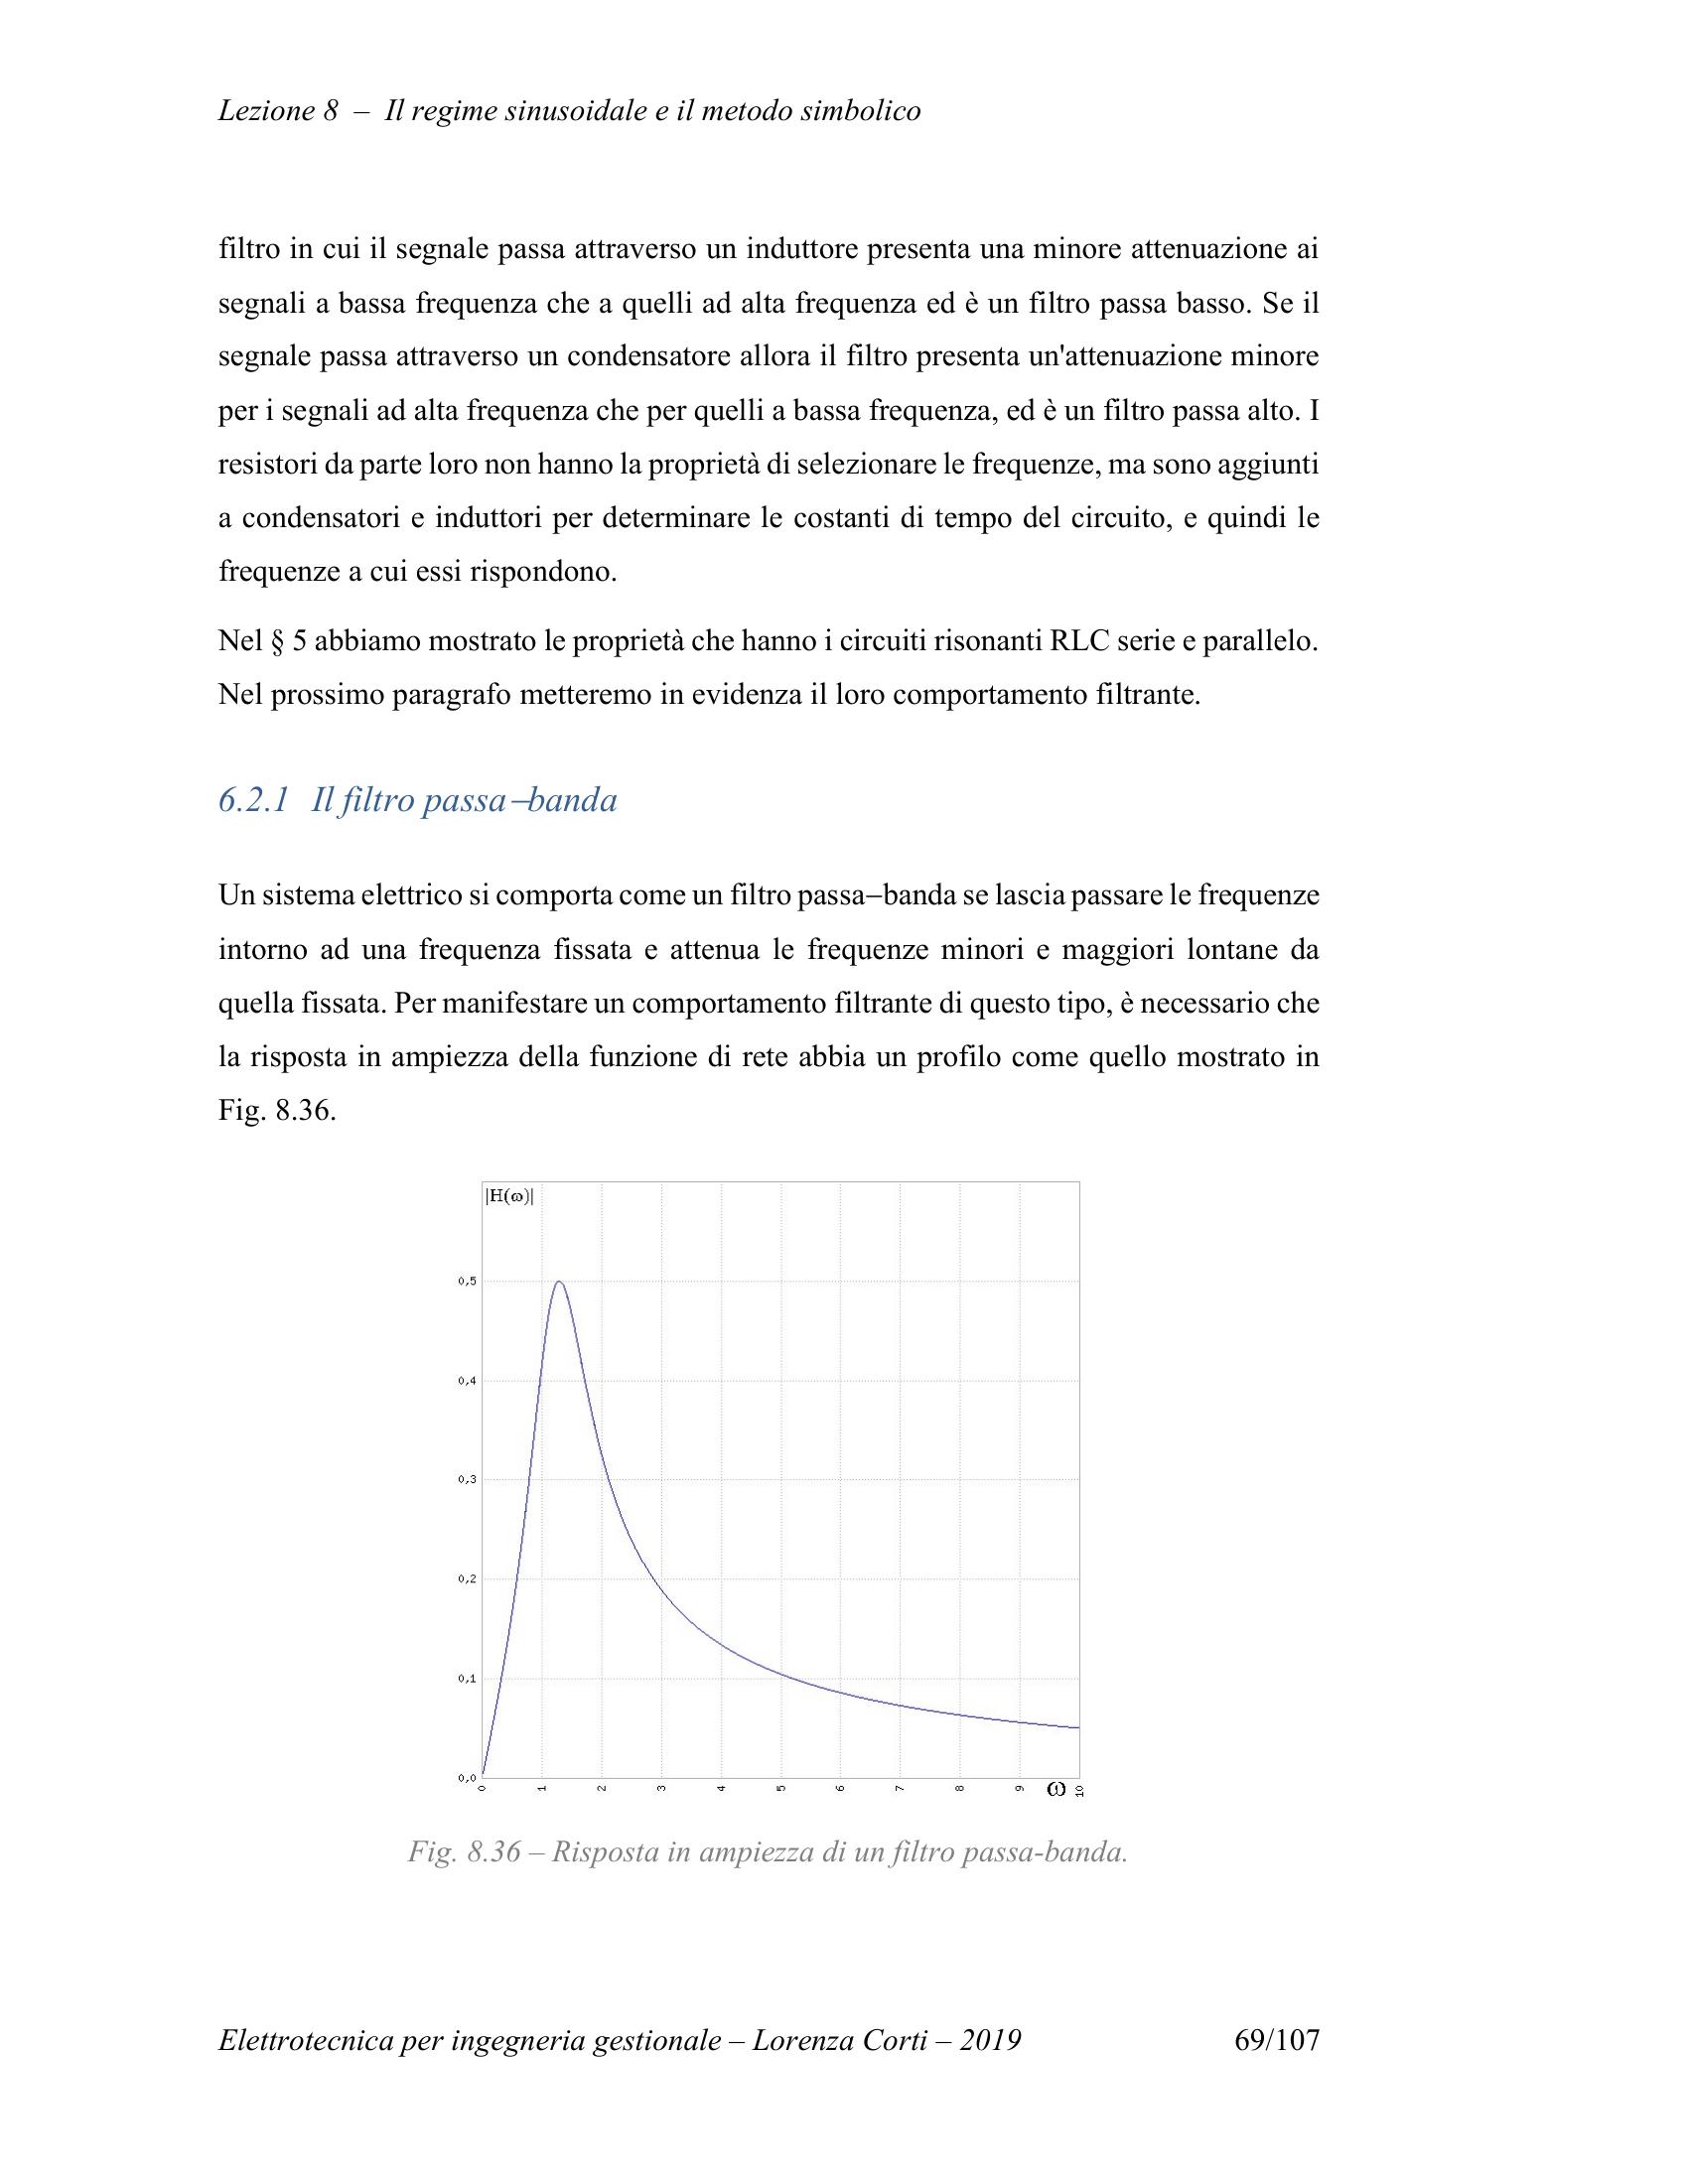 Lezione 8 – Il regime sinusoidale e il metodo simbolico
filtro in cui il segnale passa attraverso un induttore presenta una minore attenuazione ai
segnali a bassa frequenza che a quelli ad alta frequenza ed è un filtro passa basso. Se il
segnale passa attraverso un condensatore allora il filtro presenta un'attenuazione minore
per i segnali ad alta frequenza che per quelli a bassa frequenza, ed è un filtro passa alto. I
resistori da parte loro non hanno la proprietà di selezionare le frequenze, ma sono aggiunti
a condensatori e induttori per determinare le costanti di tempo del circuito, e quindi le
frequenze a cui essi rispondono.
Nel § 5 abbiamo mostrato le proprietà che hanno i circuiti risonanti RLC serie e parallelo.
Nel prossimo paragrafo metteremo in evidenza il loro comportamento filtrante.
6.2.1 Il filtro passa–banda
Un sistema elettrico si comporta come un filtro passa–banda se lascia passare le frequenze
intorno ad una frequenza fissata e attenua le frequenze minori e maggiori lontane da
quella fissata. Per manifestare un comportamento filtrante di questo tipo, è necessario che
la risposta in ampiezza della funzione di rete abbia un profilo come quello mostrato in
Fig. 8.36.
|H(ω)|
0,5
0,4
0,3
0,2
0,1
0,0
0 1 2 3 4 5 6 7 8 9 ω 10
Fig. 8.36 – Risposta in ampiezza di un filtro passa-banda.
Elettrotecnica per ingegneria gestionale – Lorenza Corti – 2019 69/107